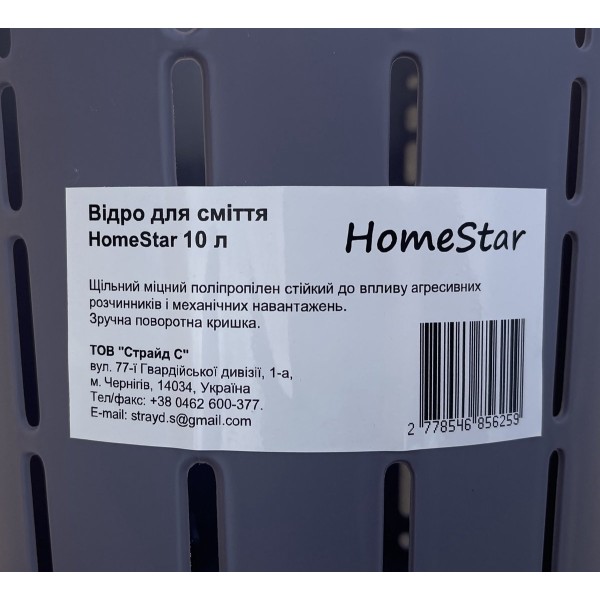 Відро для сміття
HomeStar 10 л
HomeStar
Щільний міцний поліпропілен стійкий до впливу агресивних
розчинників і механічних навантажень.
Зручна поворотна кришка.
ТОВ "Страйд С"
вул. 77-ї Гвардійської дивізії, 1-а,
м. Чернігів, 14034, Україна
Тел/факс: +38 0462 600-377.
E-mail: strayd.s@gmail.com
2 778546 856259